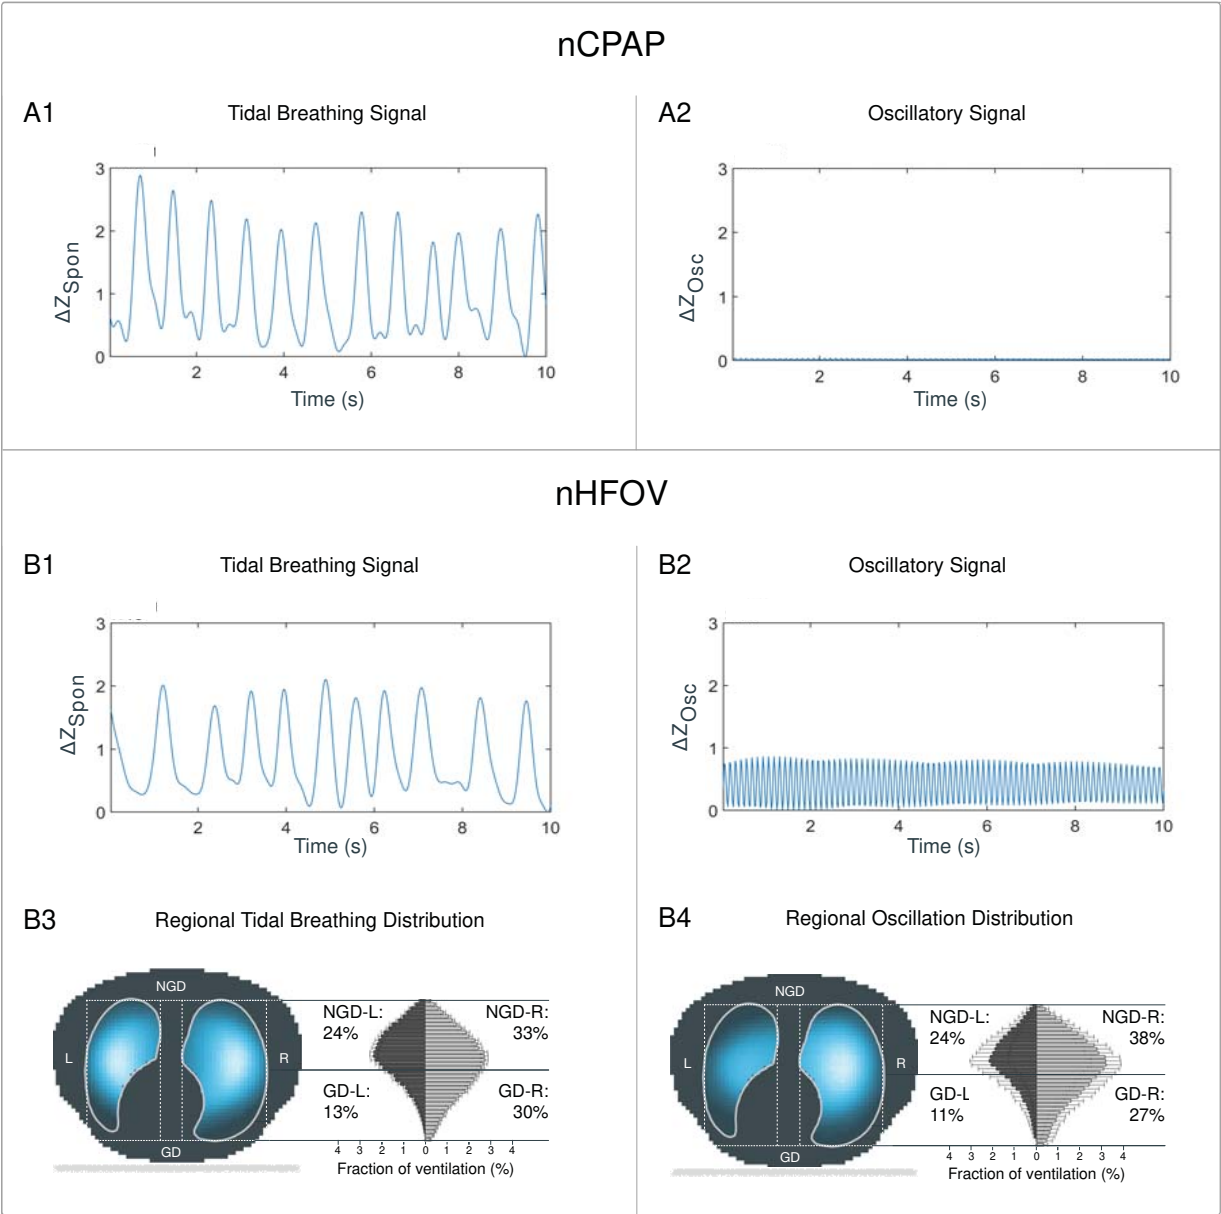 nCPAP
A1
Tidal Breathing Signal
3
2
1
0
ΔZSpon
2 4 6 8 10
Time (s)
A2
Oscillatory Signal
3
2
1
0
ΔZOsc
2 4 6 8 10
Time (s)
nHFOV
B1
Tidal Breathing Signal
3
2
1
0
ΔZSpon
2 4 6 8 10
Time (s)
B2
Oscillatory Signal
3
2
1
0
ΔZOsc
2 4 6 8 10
Time (s)
B3
Regional Tidal Breathing Distribution
NGD
L
R
GD
NGD-L:
24%
NGD-R:
33%
GD-L:
13%
GD-R:
30%
4 3 2 1 0 1 2 3 4
Fraction of ventilation (%)
B4
Regional Oscillation Distribution
NGD
L
R
GD
NGD-L:
24%
NGD-R:
38%
GD-L
11%
GD-R:
27%
4 3 2 1 0 1 2 3 4
Fraction of ventilation (%)